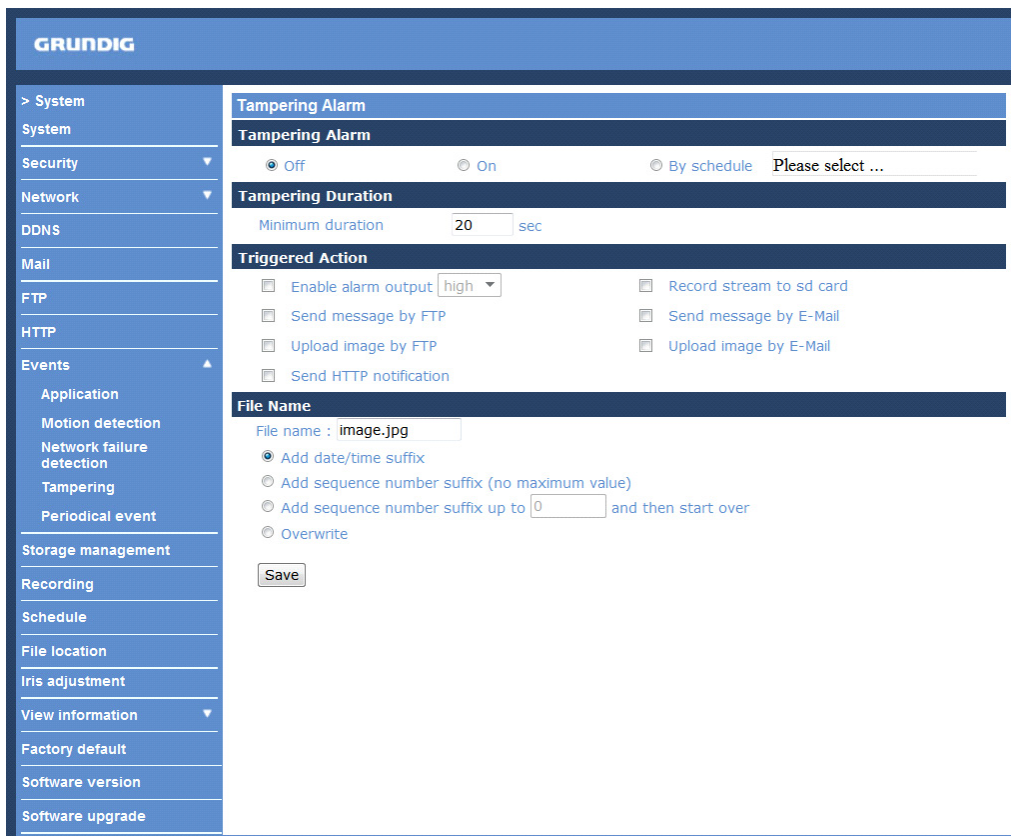 GRUNDIG
> System
System
Security
Network
DDNS
Mail
FTP
HTTP
Events
Application
Motion detection
Network failure
detection
Tampering
Periodical event
Storage management
Recording
Schedule
File location
Iris adjustment
View information
Factory default
Software version
Software upgrade
Tampering Alarm
Tampering Alarm
Off On By schedule Please select ...
Tampering Duration
Minimum duration 20 sec
Triggered Action
Enable alarm output high Record stream to sd card
Send message by FTP Send message by E-Mail
Upload image by FTP Upload image by E-Mail
Send HTTP notification
File Name
File name : image.jpg
Add date/time suffix
Add sequence number suffix (no maximum value)
Add sequence number suffix up to 0 and then start over
Overwrite
Save